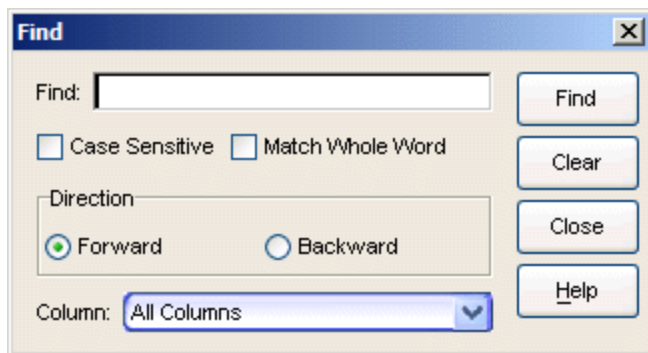 Find
Find:
Find
Case Sensitive
Match Whole Word
Clear
Direction
Forward
Backward
Close
Column: All Columns
Help